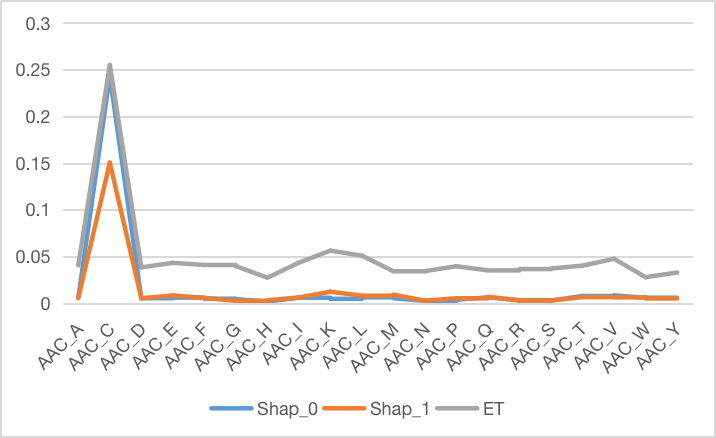 0.3
0.25
0.2
0.15
0.1
0.05
0
AAC_A
AAC_C
AAC_D
AAC_E
AAC_F
AAC_G
AAC_H
AAC_I
AAC_K
AAC_L
AAC_M
AAC_N
AAC_P
AAC_Q
AAC_R
AAC_S
AAC_T
AAC_V
AAC_W
AAC_Y
Shap_0 Shap_1 ET